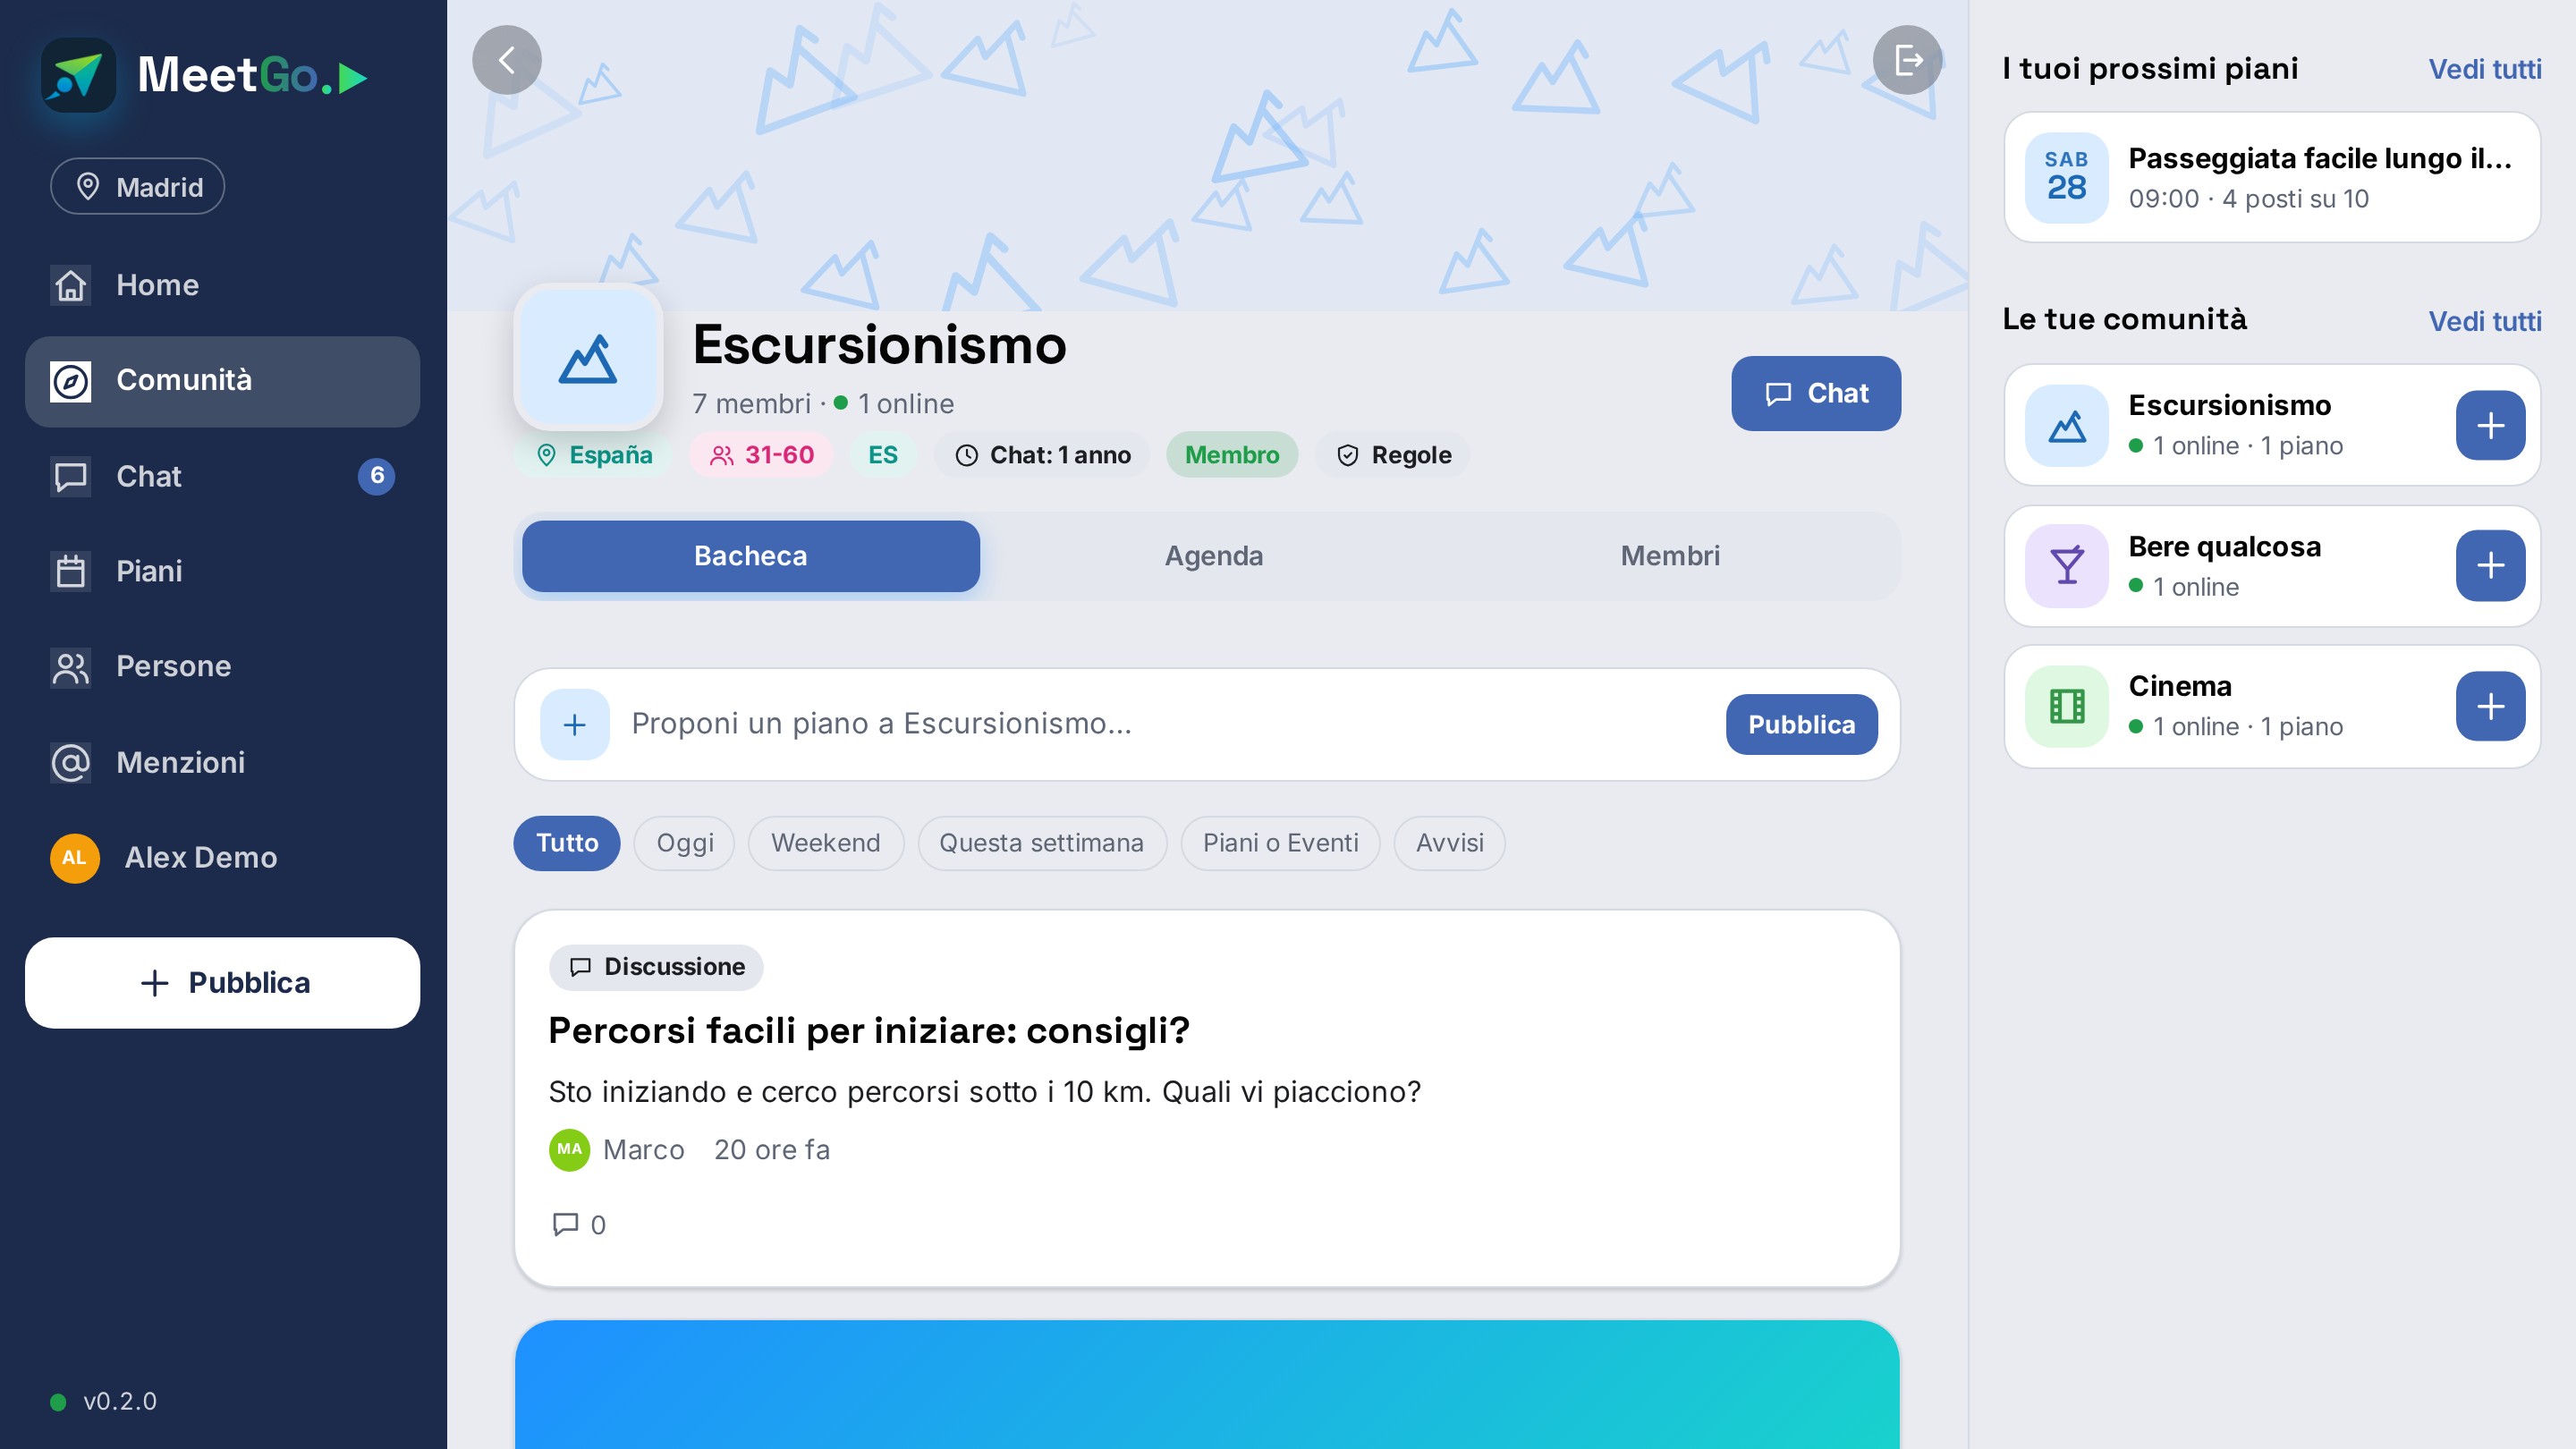 MeetGo.
Madrid
Home
Comunità
Chat 6
Piani
Persone
Menzioni
AL Alex Demo
+ Pubblica
v0.2.0
Escursionismo
7 membri · 1 online
Chat
España 31-60 ES Chat: 1 anno Membro Regole
Bacheca Agenda Membri
Proponi un piano a Escursionismo... Pubblica
Tutto Oggi Weekend Questa settimana Piani o Eventi Avvisi
Discussione
Percorsi facili per iniziare: consigli?
Sto iniziando e cerco percorsi sotto i 10 km. Quali vi piacciono?
MA Marco 20 ore fa
0
I tuoi prossimi piani Vedi tutti
SAB 28
Passeggiata facile lungo il...
09:00 · 4 posti su 10
Le tue comunità Vedi tutti
Escursionismo
1 online · 1 piano
Bere qualcosa
1 online
Cinema
1 online · 1 piano